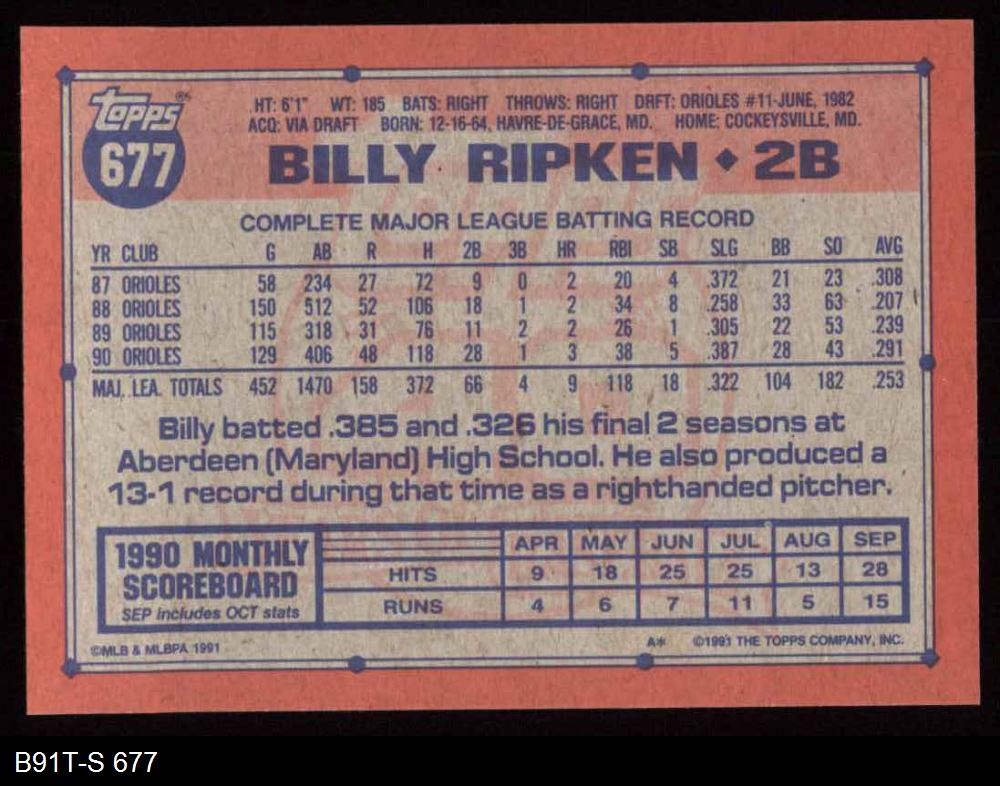 Topps®
677
HT: 6'1" WT: 185 BATS: RIGHT THROWS: RIGHT DRFT: ORIOLES #11-JUNE, 1982
ACQ: VIA DRAFT BORN: 12-16-64, HAVRE-DE-GRACE, MD. HOME: COCKEYSVILLE, MD.
BILLY RIPKEN ◆ 2B
COMPLETE MAJOR LEAGUE BATTING RECORD
YR CLUB G AB R H 2B 3B HR RBI SB SLG BB SO AVG
87 ORIOLES 58 234 27 72 9 0 2 20 4 .372 21 23 .308
88 ORIOLES 150 512 52 106 18 1 2 34 8 .258 33 63 .207
89 ORIOLES 115 318 31 76 11 2 2 26 1 .305 22 53 .239
90 ORIOLES 129 406 48 118 28 1 3 38 5 .387 28 43 .291
MAJ. LEA. TOTALS 452 1470 158 372 66 4 9 118 18 .322 104 182 .253
Billy batted .385 and .326 his final 2 seasons at
Aberdeen (Maryland) High School. He also produced a
13-1 record during that time as a righthanded pitcher.
1990 MONTHLY
SCOREBOARD
SEP includes OCT stats
APR MAY JUN JUL AUG SEP
HITS 9 18 25 25 13 28
RUNS 4 6 7 11 5 15
©MLB & MLBPA 1991
A* ©1991 THE TOPPS COMPANY, INC.
B91T-S 677